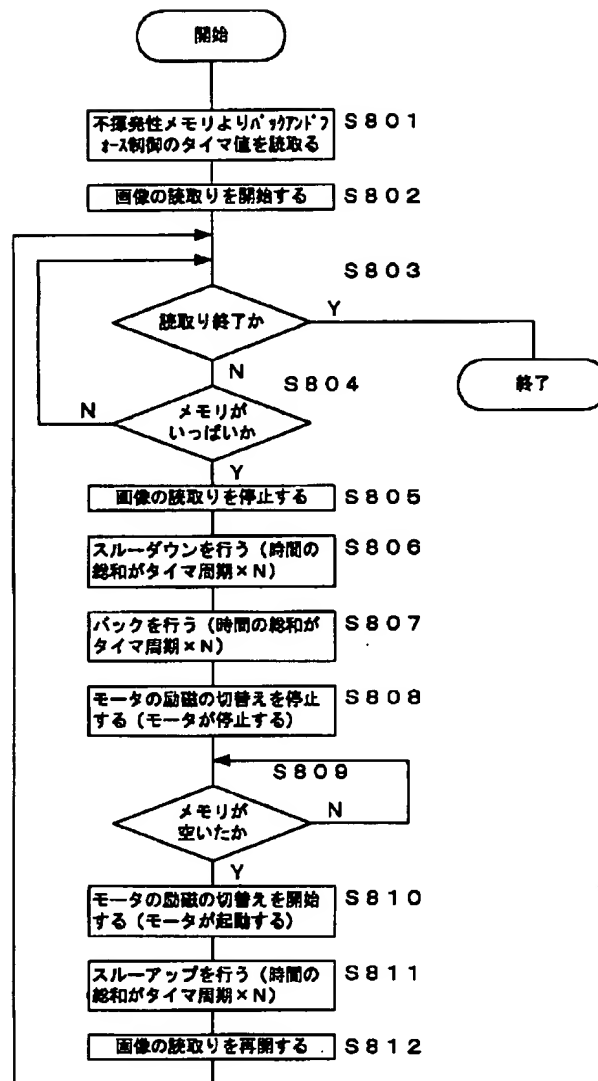 開始
不揮発性メモリよりバックアンドフ
ォース制御のタイマ値を読取る
S801
画像の読取りを開始する
S802
S803
読取り終了か
Y
N
終了
S804
メモリが
いっぱいか
N
Y
画像の読取りを停止する
S805
スルーダウンを行う(時間の
総和がタイマ周期×N)
S806
バックを行う(時間の総和が
タイマ周期×N)
S807
モータの励磁の切替えを停止
する(モータが停止する)
S808
S809
メモリが
空いたか
N
Y
モータの励磁の切替えを開始
する(モータが起動する)
S810
スルーアップを行う(時間の
総和がタイマ周期×N)
S811
画像の読取りを再開する
S812